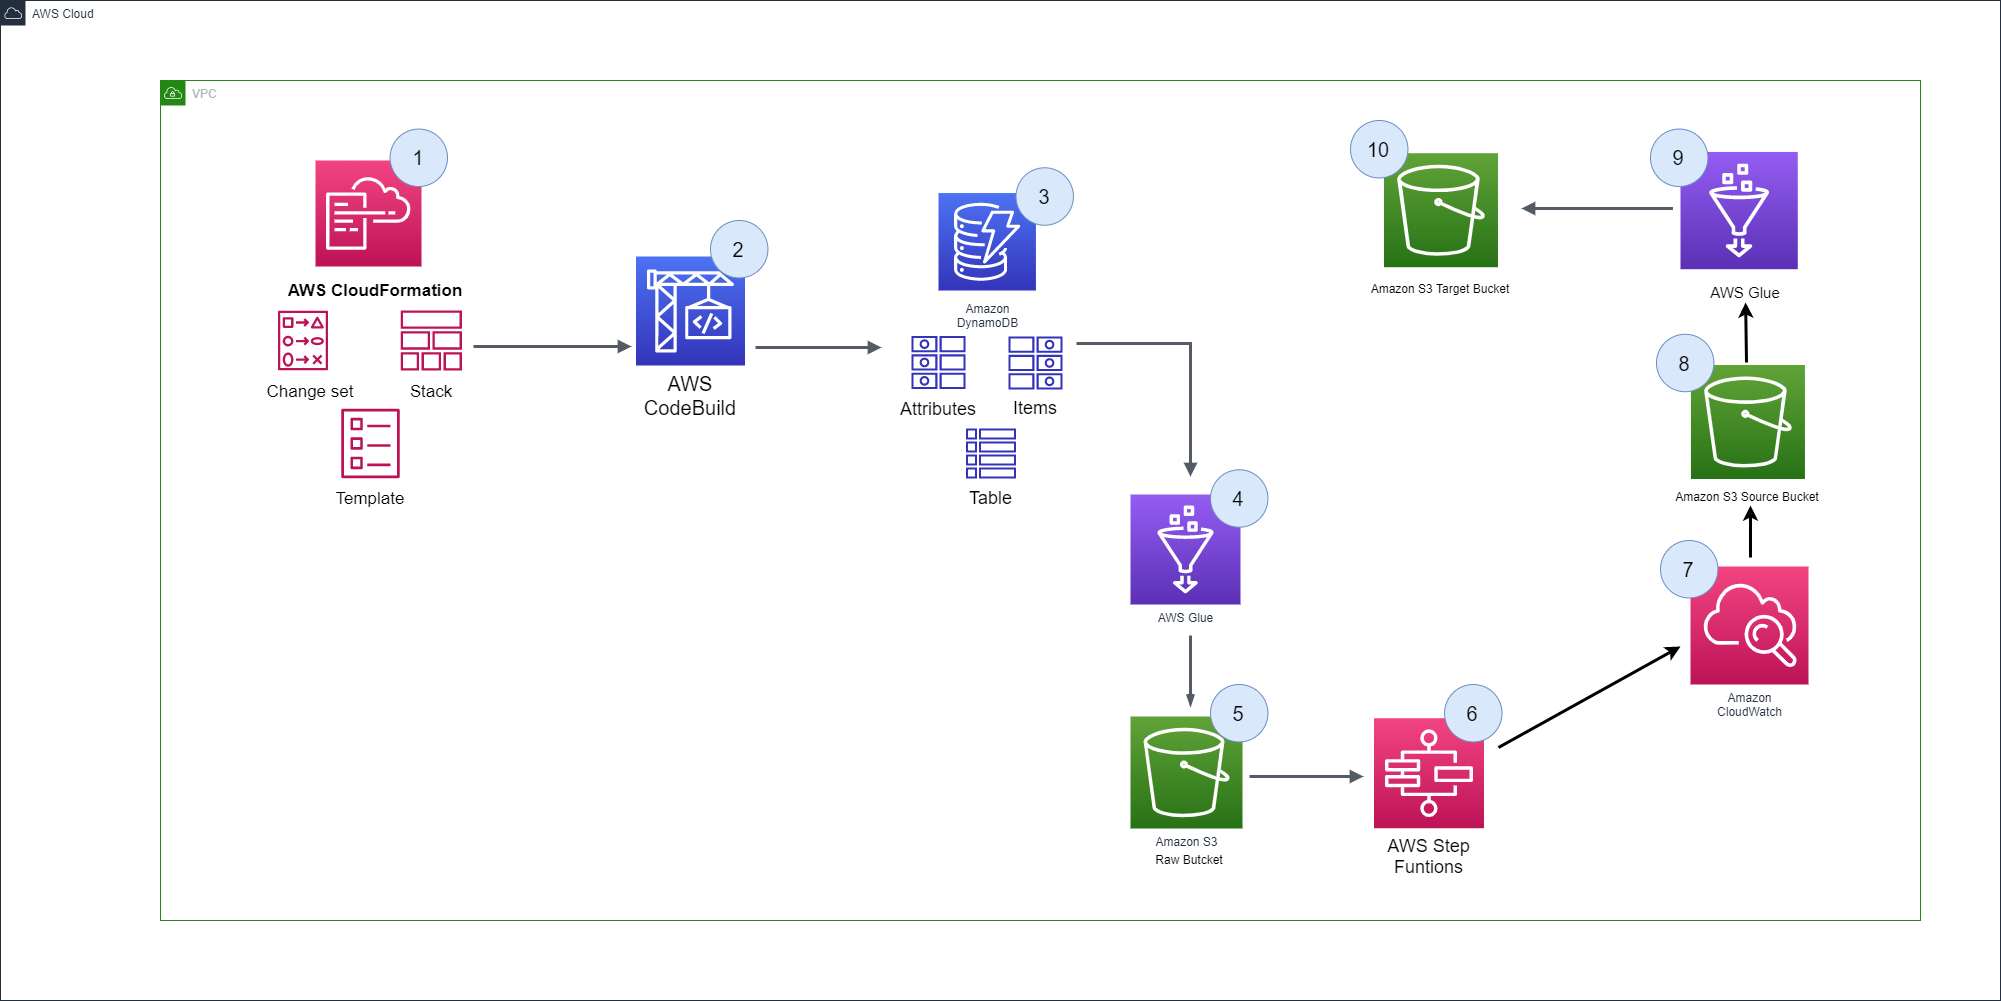 AWS Cloud
VPC
1
AWS CloudFormation
Change set
Stack
Template
2
AWS
CodeBuild
3
Amazon
DynamoDB
Attributes
Items
Table
4
AWS Glue
5
Amazon S3
Raw Butcket
6
AWS Step
Funtions
7
Amazon
CloudWatch
8
Amazon S3 Source Bucket
9
AWS Glue
10
Amazon S3 Target Bucket